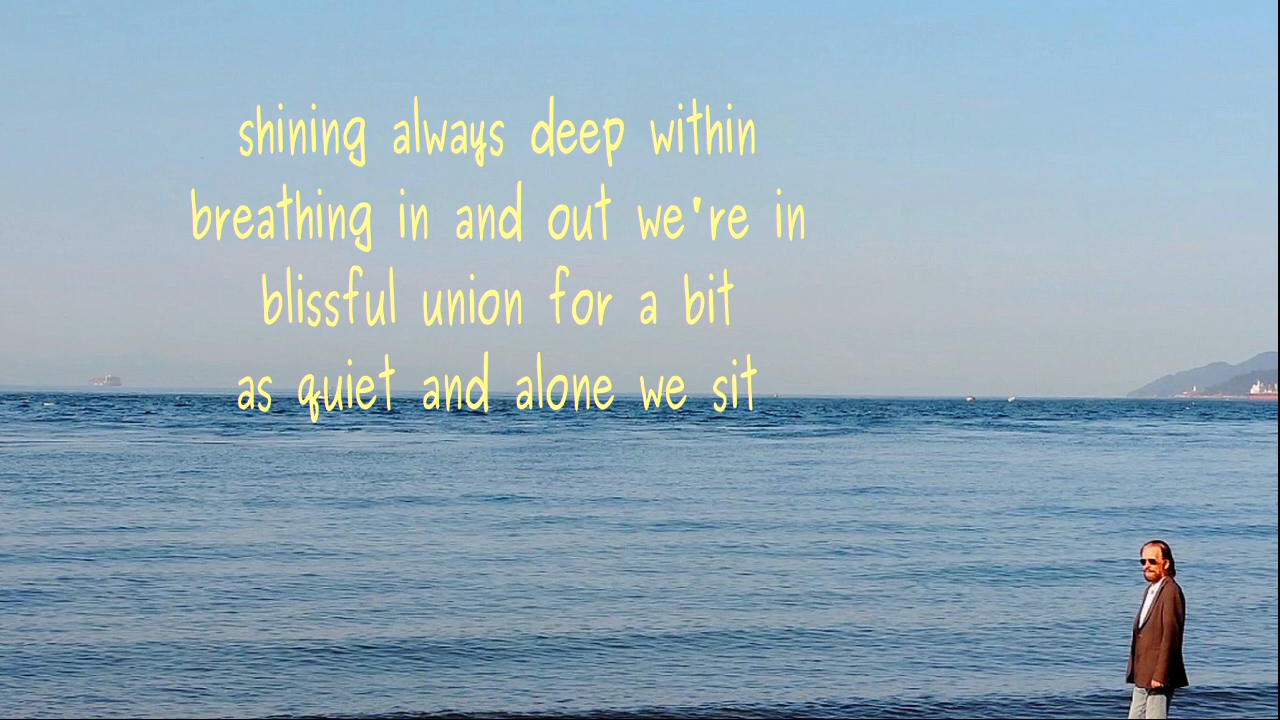 shining always deep within
breathing in and out we're in
blissful union for a bit
as quiet and alone we sit